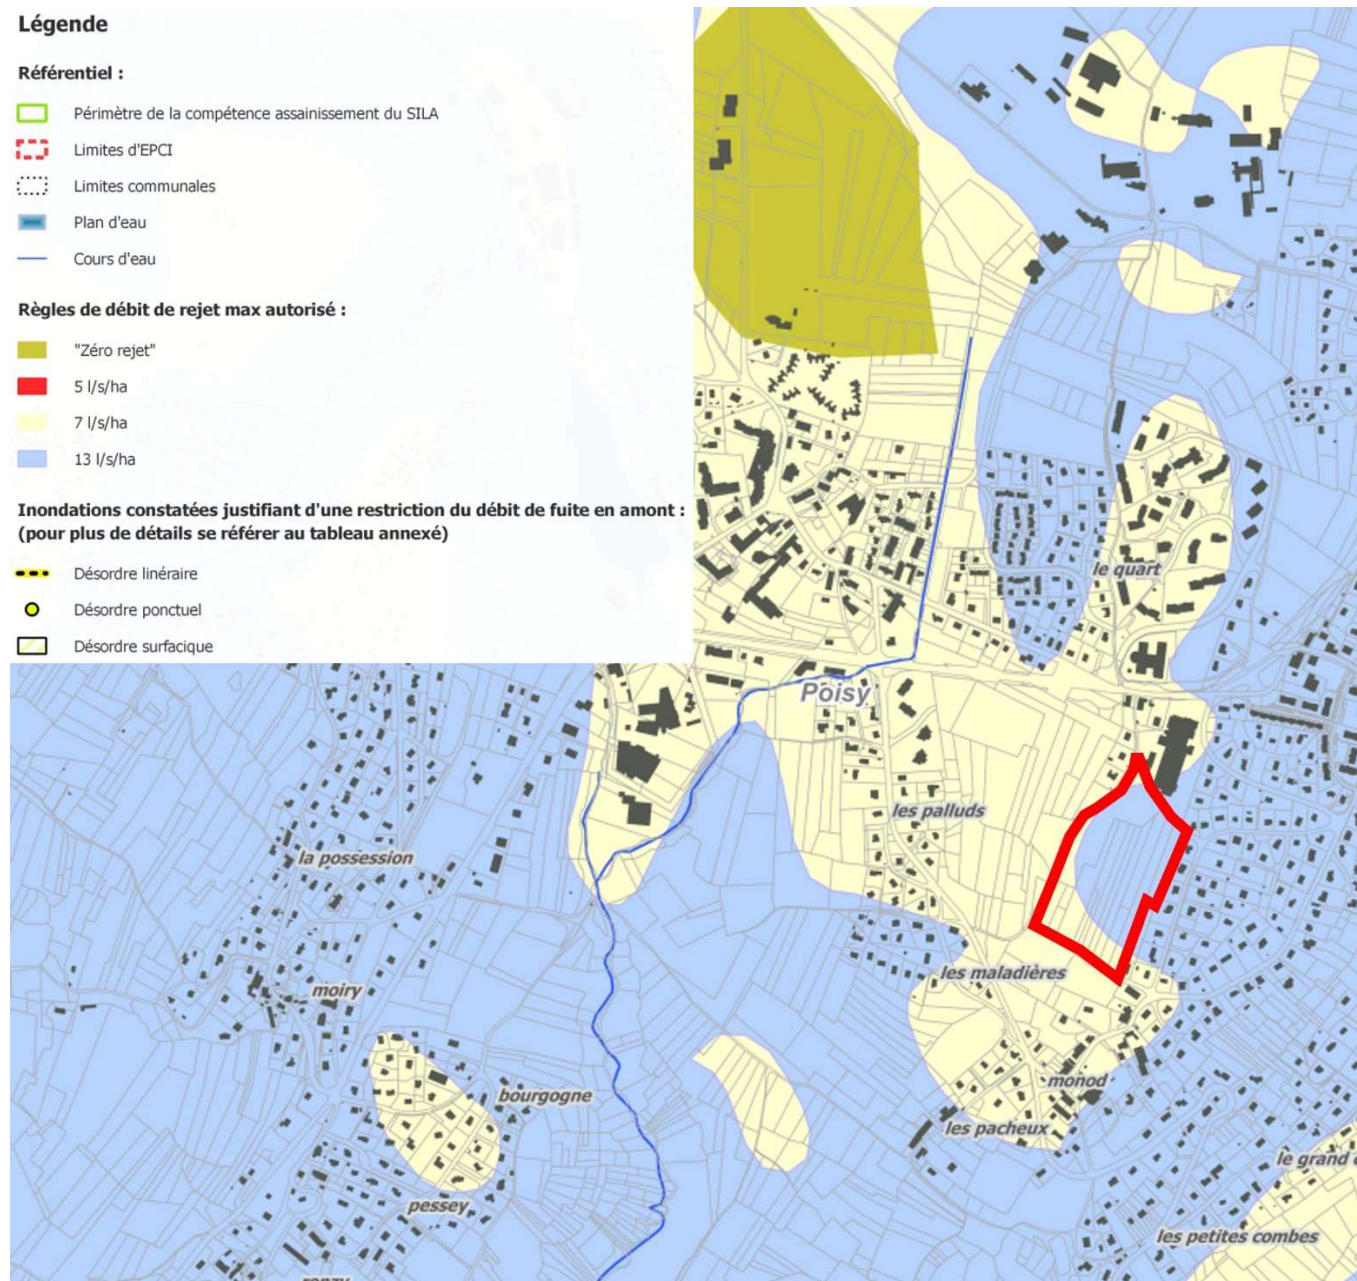 Légende
Référentiel :
Périmètre de la compétence assainissement du SILA
Limites d'EPCI
Limites communales
Plan d'eau
Cours d'eau
Règles de débit de rejet max autorisé :
"Zéro rejet"
5 l/s/ha
7 l/s/ha
13 l/s/ha
Inondations constatées justifiant d'une restriction du débit de fuite en amont :
(pour plus de détails se référer au tableau annexé)
Désordre linéraire
Désordre ponctuel
Désordre surfacique
le quart
Poisy
les palluds
la possession
les maladières
moiry
monod
bourgogne
les pacheux
le grand
pessey
les petites combes